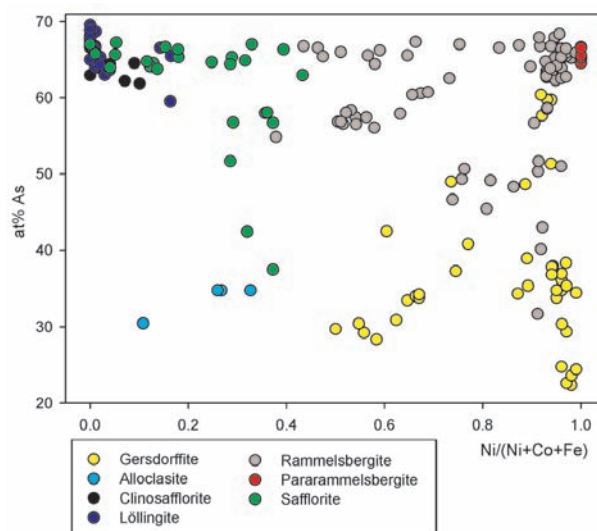 70
60
50
40
30
20
at% As
0.0
0.2
0.4
0.6
0.8
1.0
Ni/(Ni+Co+Fe)
Gersdorffite
Alloclasite
Clinosafflorite
Löllingite
Rammelsbergite
Pararammelsbergite
Safflorite